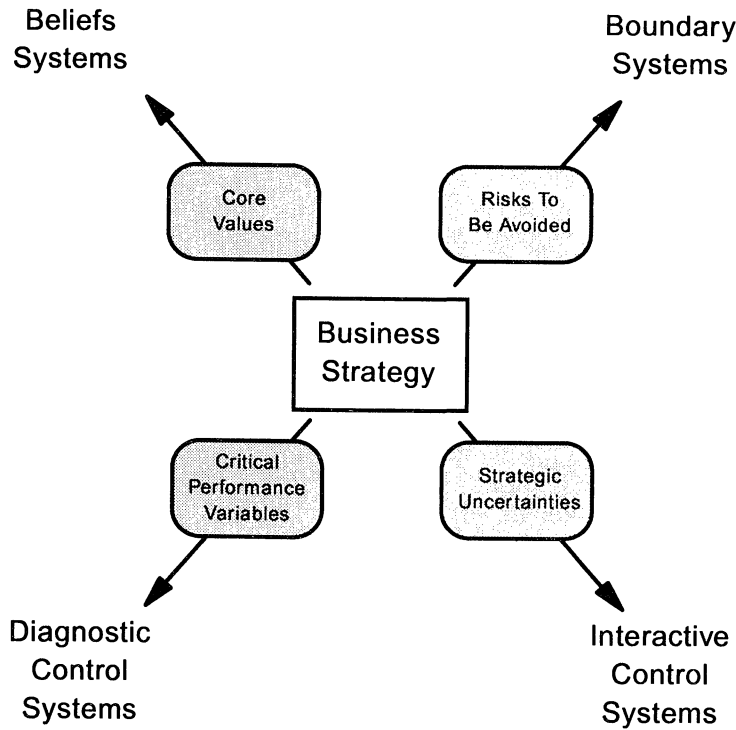 Beliefs
Systems
Boundary
Systems
Core
Values
Risks To
Be Avoided
Business
Strategy
Critical
Performance
Variables
Strategic
Uncertainties
Diagnostic
Control
Systems
Interactive
Control
Systems